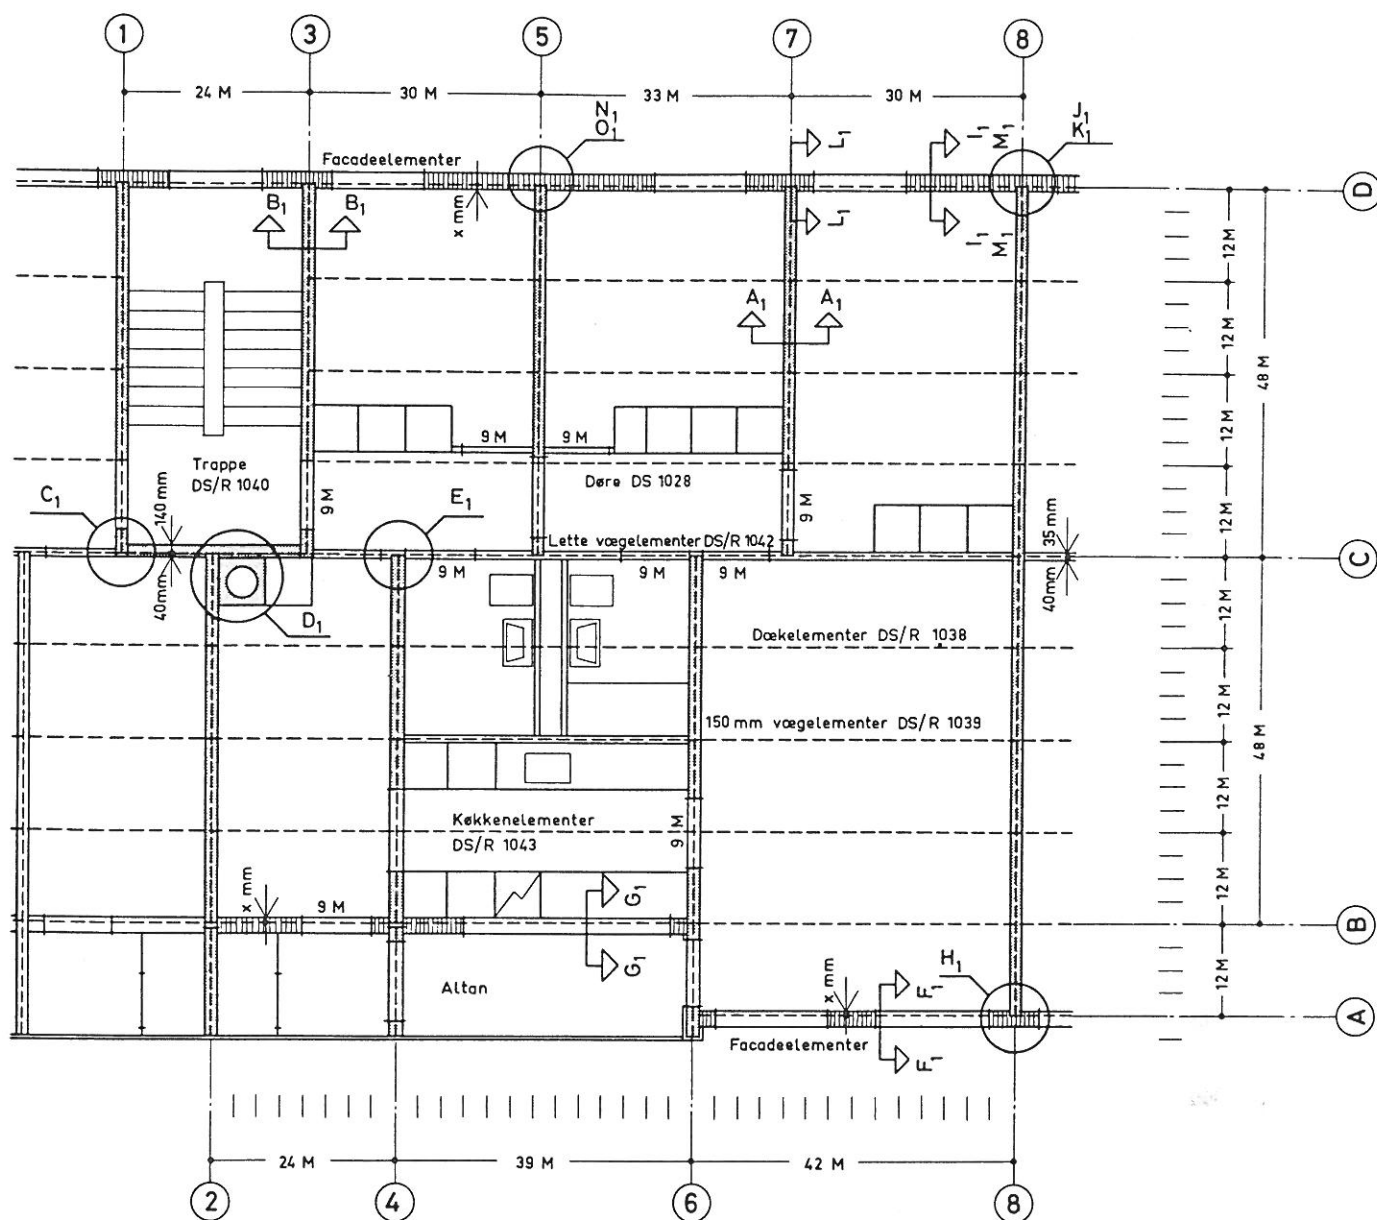 1
3
5
7
8
24 M
30 M
33 M
30 M
N1
O1
J1
K1
Facadeelementer
L1
I1
M1
D
B1
B1
x mm
L1
I1
M1
12 M
A1
A1
12 M
48 M
12 M
9 M
9 M
Trappe
DS/R 1040
Døre DS 1028
C1
140 mm
9 M
E1
9 M
12 M
35 mm
Lette vægelementer DS/R 1042
C
40mm
D1
9 M
9 M
9 M
40mm
12 M
Dækelementer DS/R 1038
150 mm vægelementer DS/R 1039
12 M
48 M
Køkkenelementer
DS/R 1043
9 M
12 M
x mm
9 M
G1
12 M
B
G1
H1
F1
x mm
12 M
Altan
A
Facadeelementer
F1
24 M
39 M
42 M
2
4
6
8